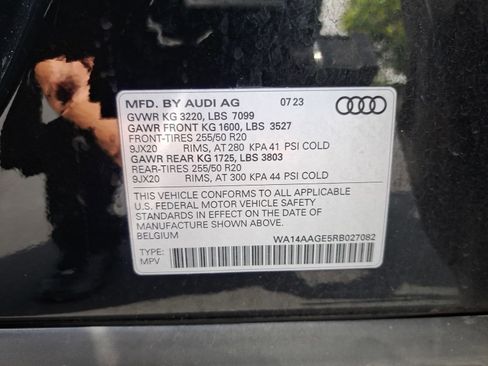 MFD. BY AUDI AG 07 23
GVWR KG 3220, LBS 7099
GAWR FRONT KG 1600, LBS 3527
FRONT-TIRES 255/50 R20
9JX20 RIMS, AT 280 KPA 41 PSI COLD
GAWR REAR KG 1725, LBS 3803
REAR-TIRES 255/50 R20
9JX20 RIMS, AT 300 KPA 44 PSI COLD
THIS VEHICLE CONFORMS TO ALL APPLICABLE
U.S. FEDERAL MOTOR VEHICLE SAFETY
STANDARDS IN EFFECT ON THE DATE OF
MANUFACTURE SHOWN ABOVE.
BELGIUM WA14AAGE5RB027082
TYPE:
MPV